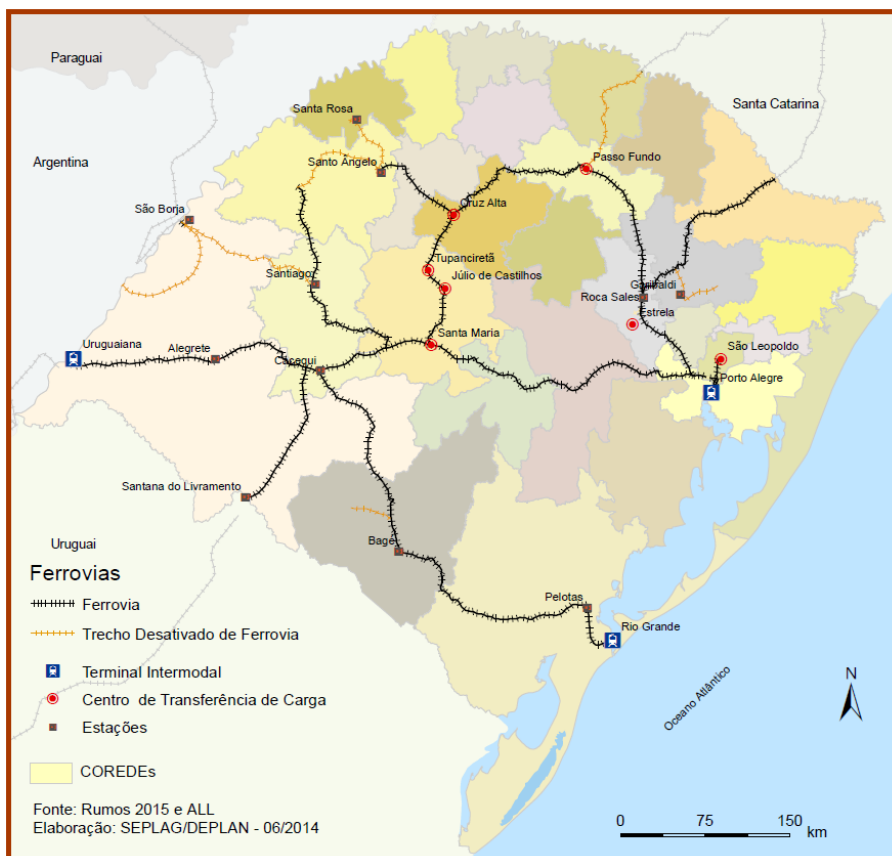 Paraguai
Santa Rosa
Santa Catarina
Argentina
Santo Ângelo
Passo Fundo
São Borja
Cruz Alta
Tupanciretã
Santiago
Júlio de Castilhos
Garibaldi
Roca Sales
Estrela
Uruguaiana
Alegrete
Santa Maria
São Leopoldo
Cacequi
Porto Alegre
Santana do Livramento
Uruguai
Bagé
Ferrovias
Ferrovia
Pelotas
Trecho Desativado de Ferrovia
Rio Grande
Terminal Intermodal
Oceano Atlântico
N
Centro de Transferência de Carga
Estações
COREDEs
Fonte: Rumos 2015 e ALL
Elaboração: SEPLAG/DEPLAN - 06/2014
0 75 150
km